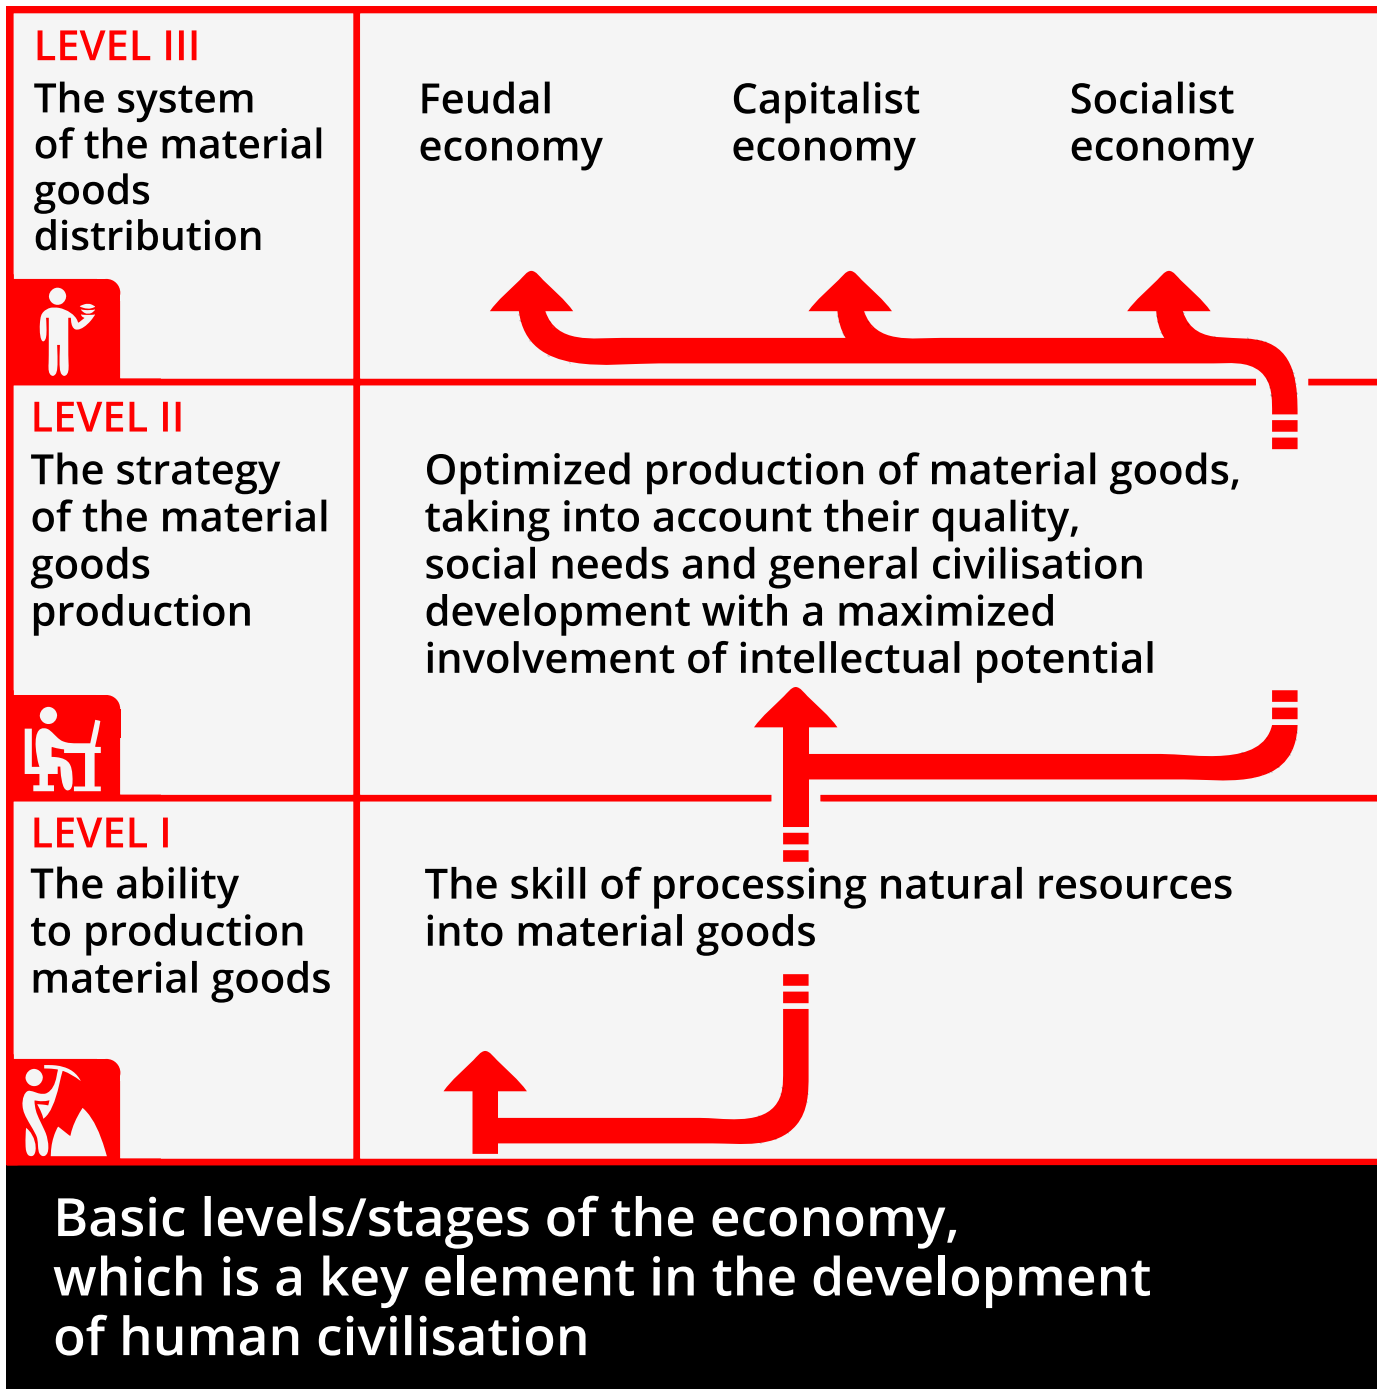 LEVEL III
The system
of the material
goods
distribution
Feudal
economy
Capitalist
economy
Socialist
economy
LEVEL II
The strategy
of the material
goods
production
Optimized production of material goods,
taking into account their quality,
social needs and general civilisation
development with a maximized
involvement of intellectual potential
LEVEL I
The ability
to production
material goods
The skill of processing natural resources
into material goods
Basic levels/stages of the economy,
which is a key element in the development
of human civilisation